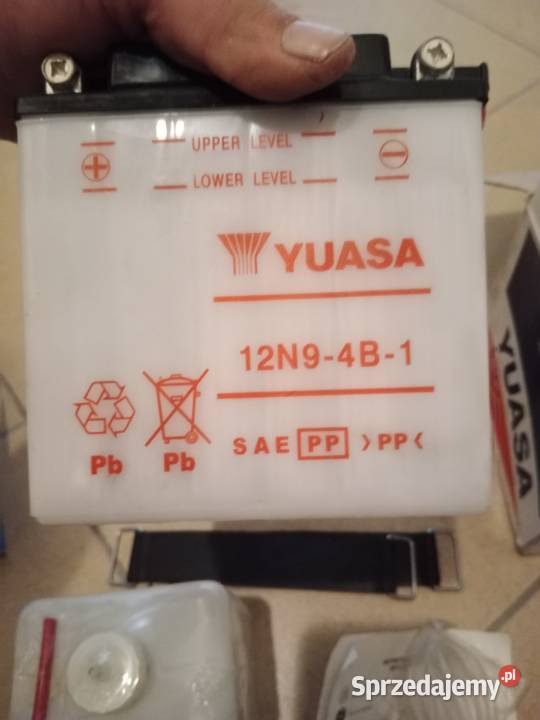 +
UPPER LEVEL
−
LOWER LEVEL
YUASA
12N9-4B-1
Pb
Pb
SAE PP >PP<
YUASA
Sprzedajemy.pl